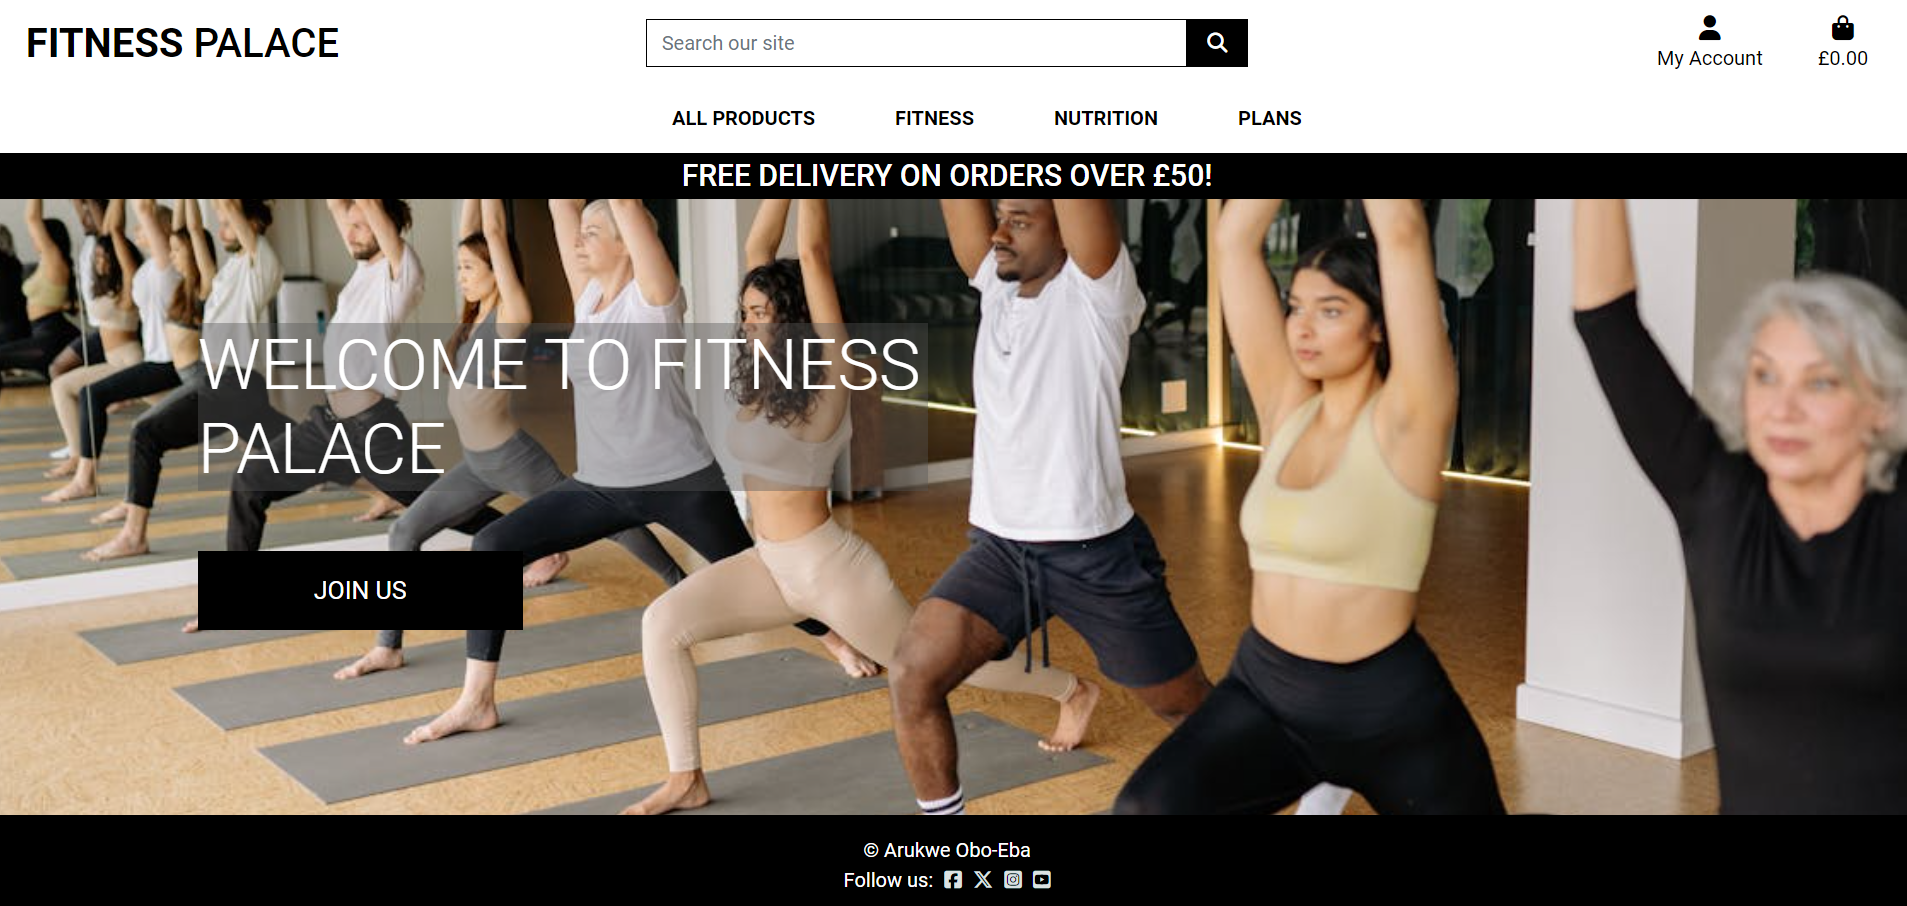 FITNESS PALACE
Search our site
My Account
£0.00
ALL PRODUCTS
FITNESS
NUTRITION
PLANS
FREE DELIVERY ON ORDERS OVER £50!
WELCOME TO FITNESS
PALACE
JOIN US
© Arukwe Obo-Eba
Follow us: